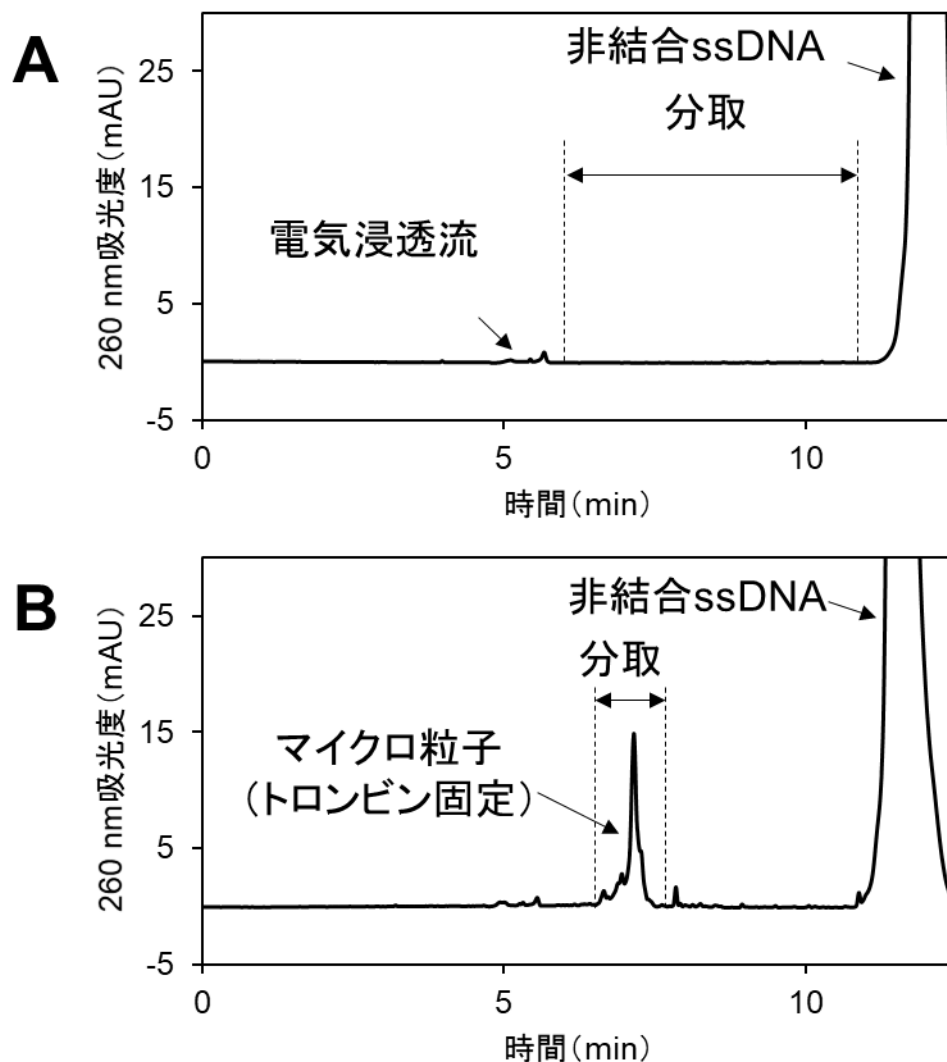 A
260 nm吸光度(mAU)
25
15
5
-5
非結合ssDNA
分取
電気浸透流
0
5
10
時間(min)
B
260 nm吸光度(mAU)
25
15
5
-5
非結合ssDNA
分取
マイクロ粒子
(トロンビン固定)
0
5
10
時間(min)